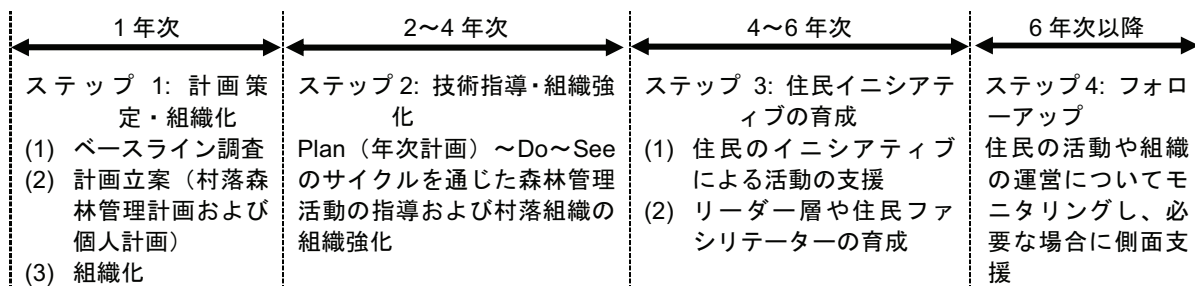 1 年次
2～4 年次
4～6 年次
6 年次以降
ステップ 1: 計画策
定・組織化
(1) ベースライン調査
(2) 計画立案（村落森
林管理計画および
個人計画）
(3) 組織化
ステップ 2: 技術指導・組織強
化
Plan（年次計画）～Do～See
のサイクルを通じた森林管理
活動の指導および村落組織の
組織強化
ステップ 3: 住民イニシアテ
ィブの育成
(1) 住民のイニシアティブ
による活動の支援
(2) リーダー層や住民ファ
シリテーターの育成
ステップ 4: フォロ
ーアップ
住民の活動や組織
の運営についてモ
ニタリングし、必
要な場合に側面支
援